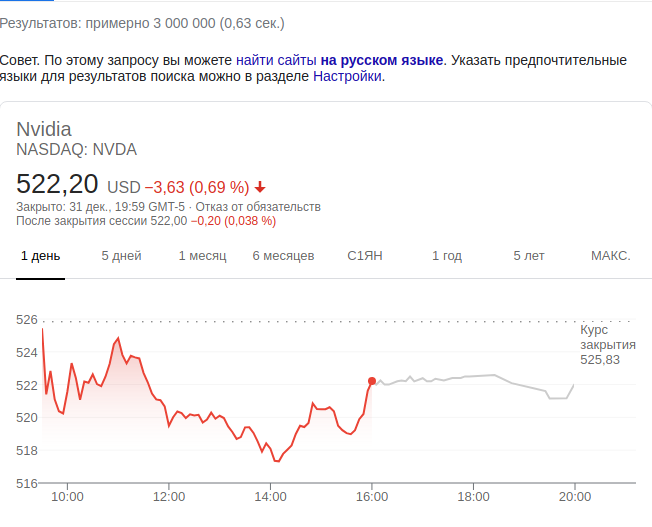 Результатов: примерно 3 000 000 (0,63 сек.)
Совет. По этому запросу вы можете найти сайты на русском языке. Указать предпочтительные
языки для результатов поиска можно в разделе Настройки.
Nvidia
NASDAQ: NVDA
522,20 USD −3,63 (0,69 %)
Закрыто: 31 дек., 19:59 GMT-5 · Отказ от обязательств
После закрытия сессии 522,00 −0,20 (0,038 %)
1 день 5 дней 1 месяц 6 месяцев С1ЯН 1 год 5 лет МАКС.
526
Курс
закрытия
525,83
524
522
520
518
516
10:00 12:00 14:00 16:00 18:00 20:00